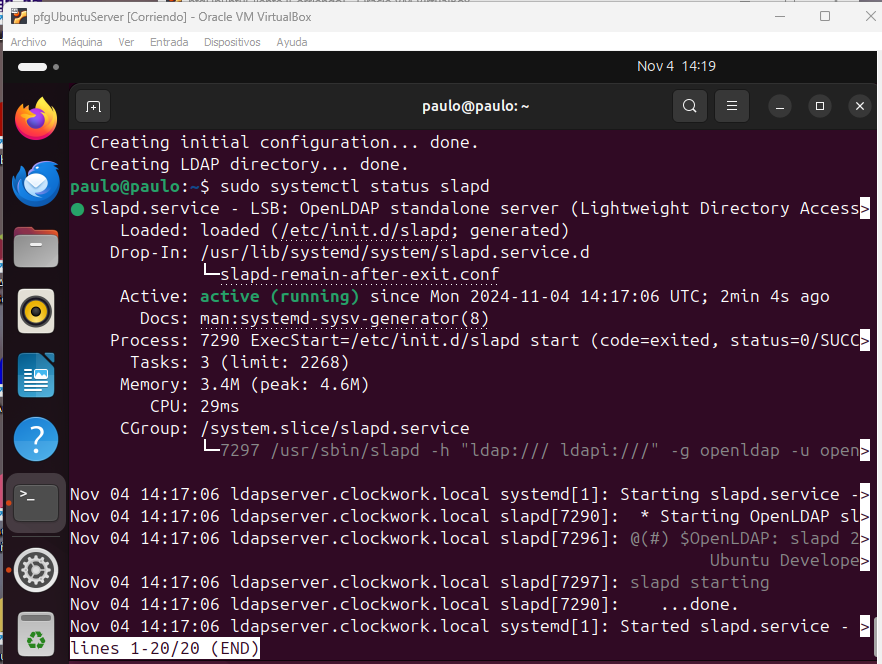 pfgUbuntuServer [Corriendo] - Oracle VM VirtualBox
Archivo Máquina Ver Entrada Dispositivos Ayuda
Nov 4 14:19
paulo@paulo: ~
Creating initial configuration... done.
Creating LDAP directory... done.
paulo@paulo:~$ sudo systemctl status slapd
● slapd.service - LSB: OpenLDAP standalone server (Lightweight Directory Access>
Loaded: loaded (/etc/init.d/slapd; generated)
Drop-In: /usr/lib/systemd/system/slapd.service.d
└─slapd-remain-after-exit.conf
Active: active (running) since Mon 2024-11-04 14:17:06 UTC; 2min 4s ago
Docs: man:systemd-sysv-generator(8)
Process: 7290 ExecStart=/etc/init.d/slapd start (code=exited, status=0/SUCC>
Tasks: 3 (limit: 2268)
Memory: 3.4M (peak: 4.6M)
CPU: 29ms
CGroup: /system.slice/slapd.service
└─7297 /usr/sbin/slapd -h "ldap:/// ldapi:///" -g openldap -u open>
Nov 04 14:17:06 ldapserver.clockwork.local systemd[1]: Starting slapd.service ->
Nov 04 14:17:06 ldapserver.clockwork.local slapd[7290]:  * Starting OpenLDAP sl>
Nov 04 14:17:06 ldapserver.clockwork.local slapd[7296]: @(#) $OpenLDAP: slapd 2>
Ubuntu Develope>
Nov 04 14:17:06 ldapserver.clockwork.local slapd[7297]: slapd starting
Nov 04 14:17:06 ldapserver.clockwork.local slapd[7290]:    ...done.
Nov 04 14:17:06 ldapserver.clockwork.local systemd[1]: Started slapd.service - >
lines 1-20/20 (END)